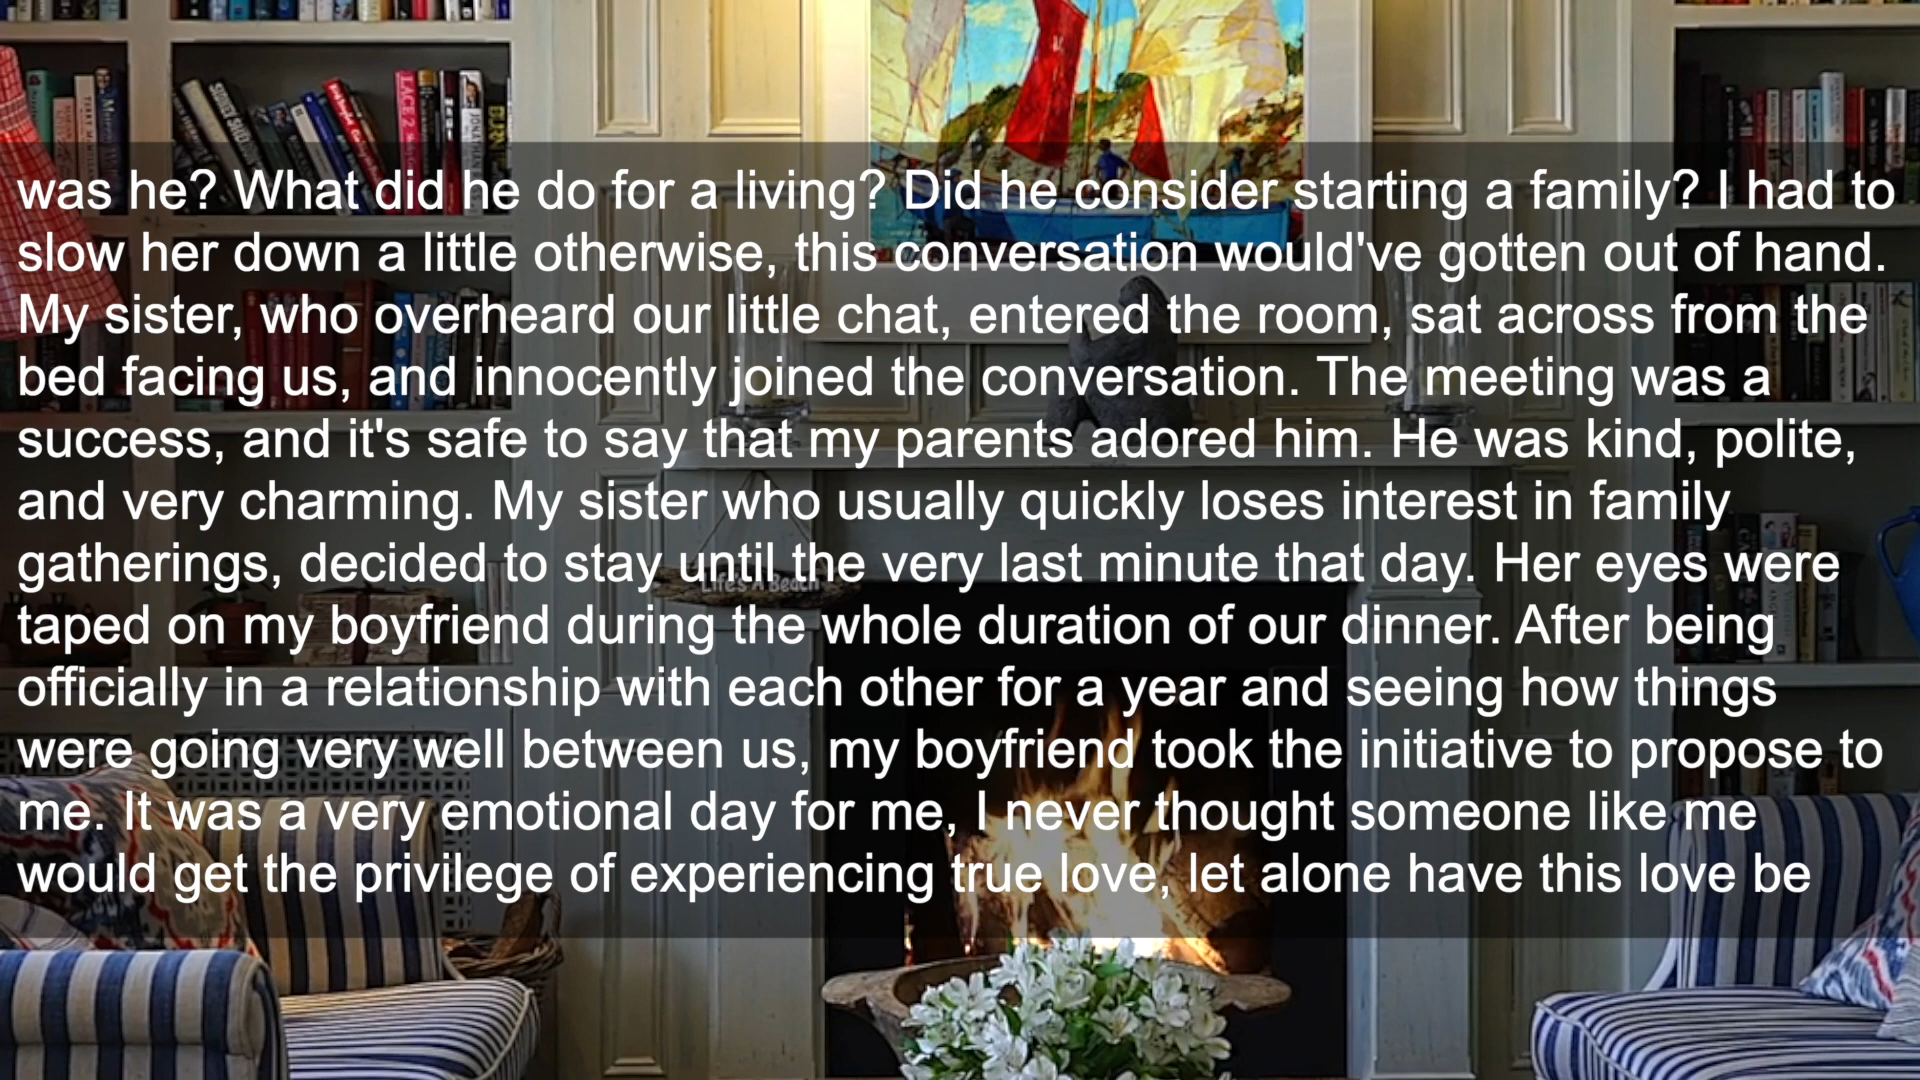 was he? What did he do for a living? Did he consider starting a family? I had to
slow her down a little otherwise, this conversation would've gotten out of hand.
My sister, who overheard our little chat, entered the room, sat across from the
bed facing us, and innocently joined the conversation. The meeting was a
success, and it's safe to say that my parents adored him. He was kind, polite,
and very charming. My sister who usually quickly loses interest in family
gatherings, decided to stay until the very last minute that day. Her eyes were
taped on my boyfriend during the whole duration of our dinner. After being
officially in a relationship with each other for a year and seeing how things
were going very well between us, my boyfriend took the initiative to propose to
me. It was a very emotional day for me, I never thought someone like me
would get the privilege of experiencing true love, let alone have this love be
Life's A Beach
LACE 2